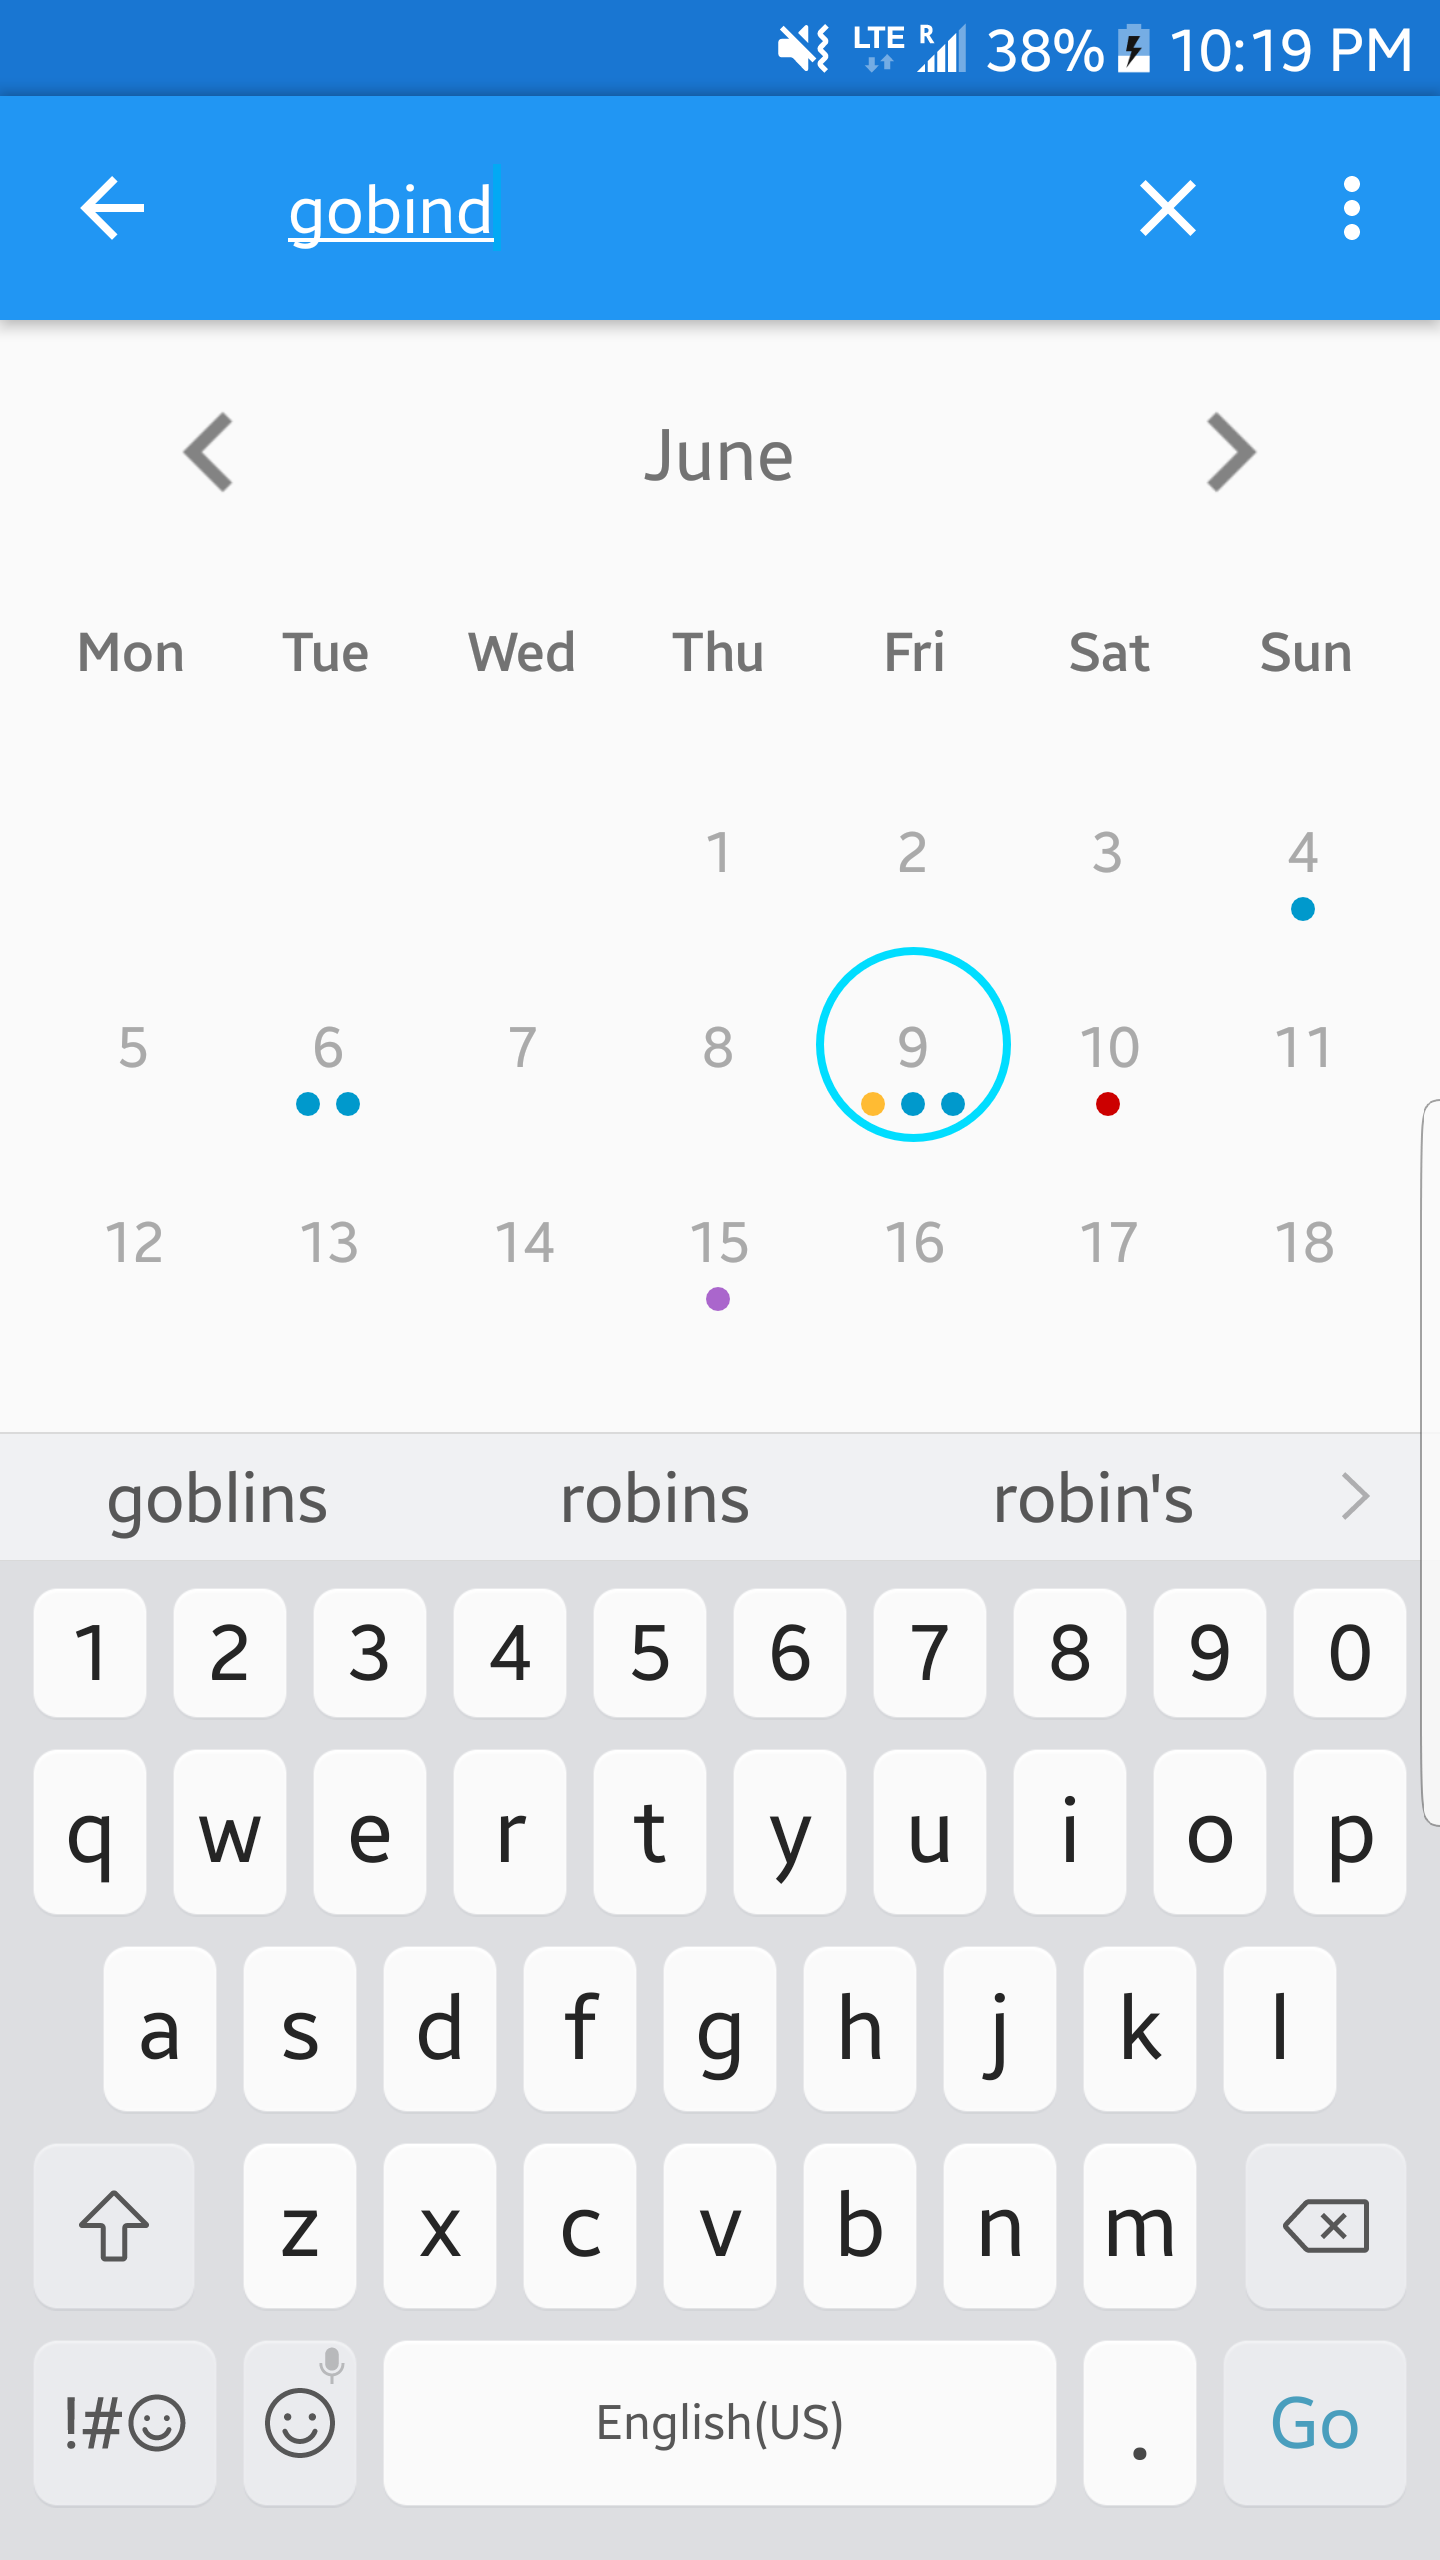 LTE R 38% 10:19 PM
gobind
June
Mon Tue Wed Thu Fri Sat Sun
1 2 3 4
5 6 7 8 9 10 11
12 13 14 15 16 17 18
goblins robins robin's
1 2 3 4 5 6 7 8 9 0
q w e r t y u i o p
a s d f g h j k l
z x c v b n m
!#☺ English(US) . Go